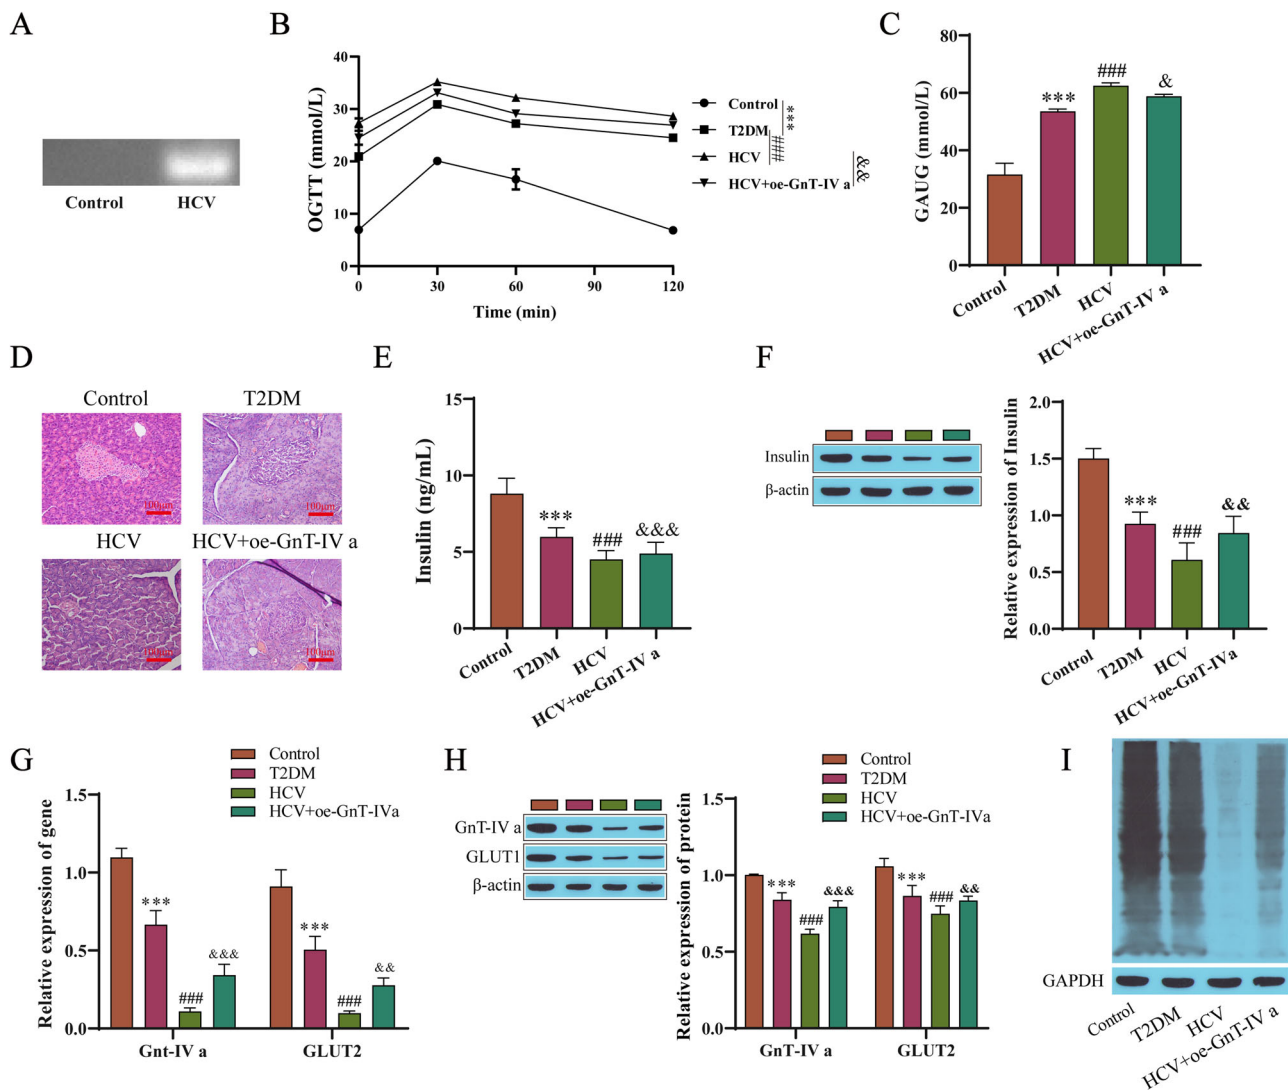 A
Control HCV
B
OGTT (mmol/L)
40
30
20
10
0
0 30 60 90 120
Time (min)
Control
T2DM
HCV
HCV+oe-GnT-IV a
***
###
&&
C
GAUG (mmol/L)
80
60
40
20
0
***
###
&
Control
T2DM
HCV
HCV+oe-GnT-IV a
D
Control T2DM
100μm 100μm
HCV HCV+oe-GnT-IV a
100μm 100μm
E
Insulin (ng/mL)
15
10
5
0
***
###
&&&
Control
T2DM
HCV
HCV+oe-GnT-IV a
F
Insulin
β-actin
Relative expression of Insulin
2.0
1.5
1.0
0.5
0.0
***
###
&&
Control
T2DM
HCV
HCV+oe-GnT-IVa
G
Control
T2DM
HCV
HCV+oe-GnT-IVa
Relative expression of gene
1.5
1.0
0.5
0.0
*** ### &&& *** ### &&
Gnt-IV a GLUT2
H
GnT-IV a
GLUT1
β-actin
Control
T2DM
HCV
HCV+oe-GnT-IVa
Relative expression of protein
1.5
1.0
0.5
0.0
*** ### &&& *** ### &&
GnT-IV a GLUT2
I
GAPDH
Control
T2DM
HCV
HCV+oe-GnT-IV a